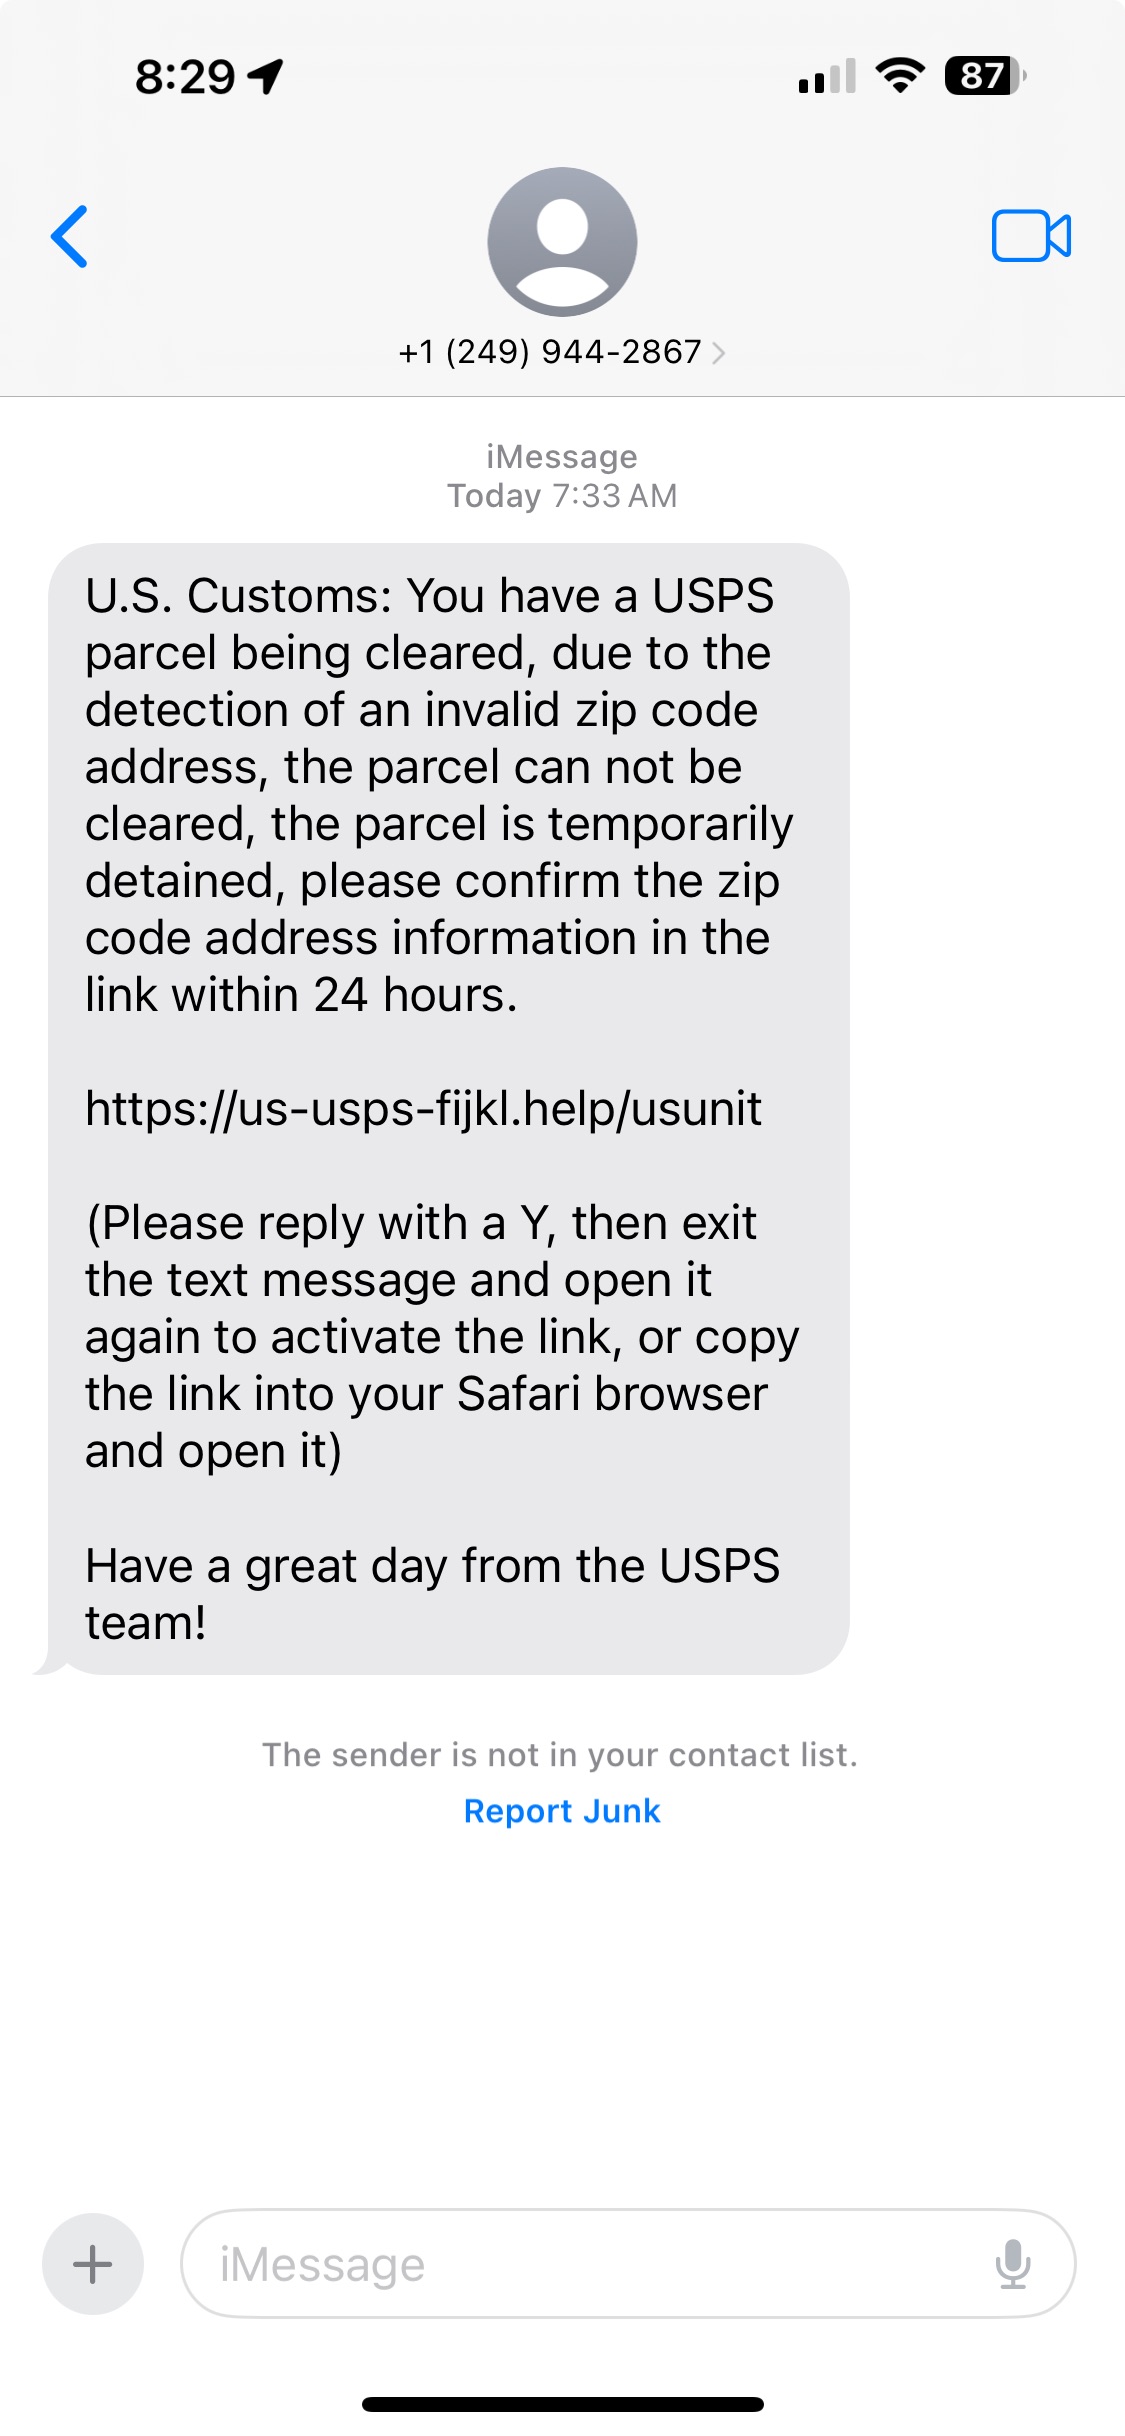 8:29
87
+1 (249) 944-2867
iMessage
Today 7:33 AM
U.S. Customs: You have a USPS
parcel being cleared, due to the
detection of an invalid zip code
address, the parcel can not be
cleared, the parcel is temporarily
detained, please confirm the zip
code address information in the
link within 24 hours.
https://us-usps-fijkl.help/usunit
(Please reply with a Y, then exit
the text message and open it
again to activate the link, or copy
the link into your Safari browser
and open it)
Have a great day from the USPS
team!
The sender is not in your contact list.
Report Junk
iMessage